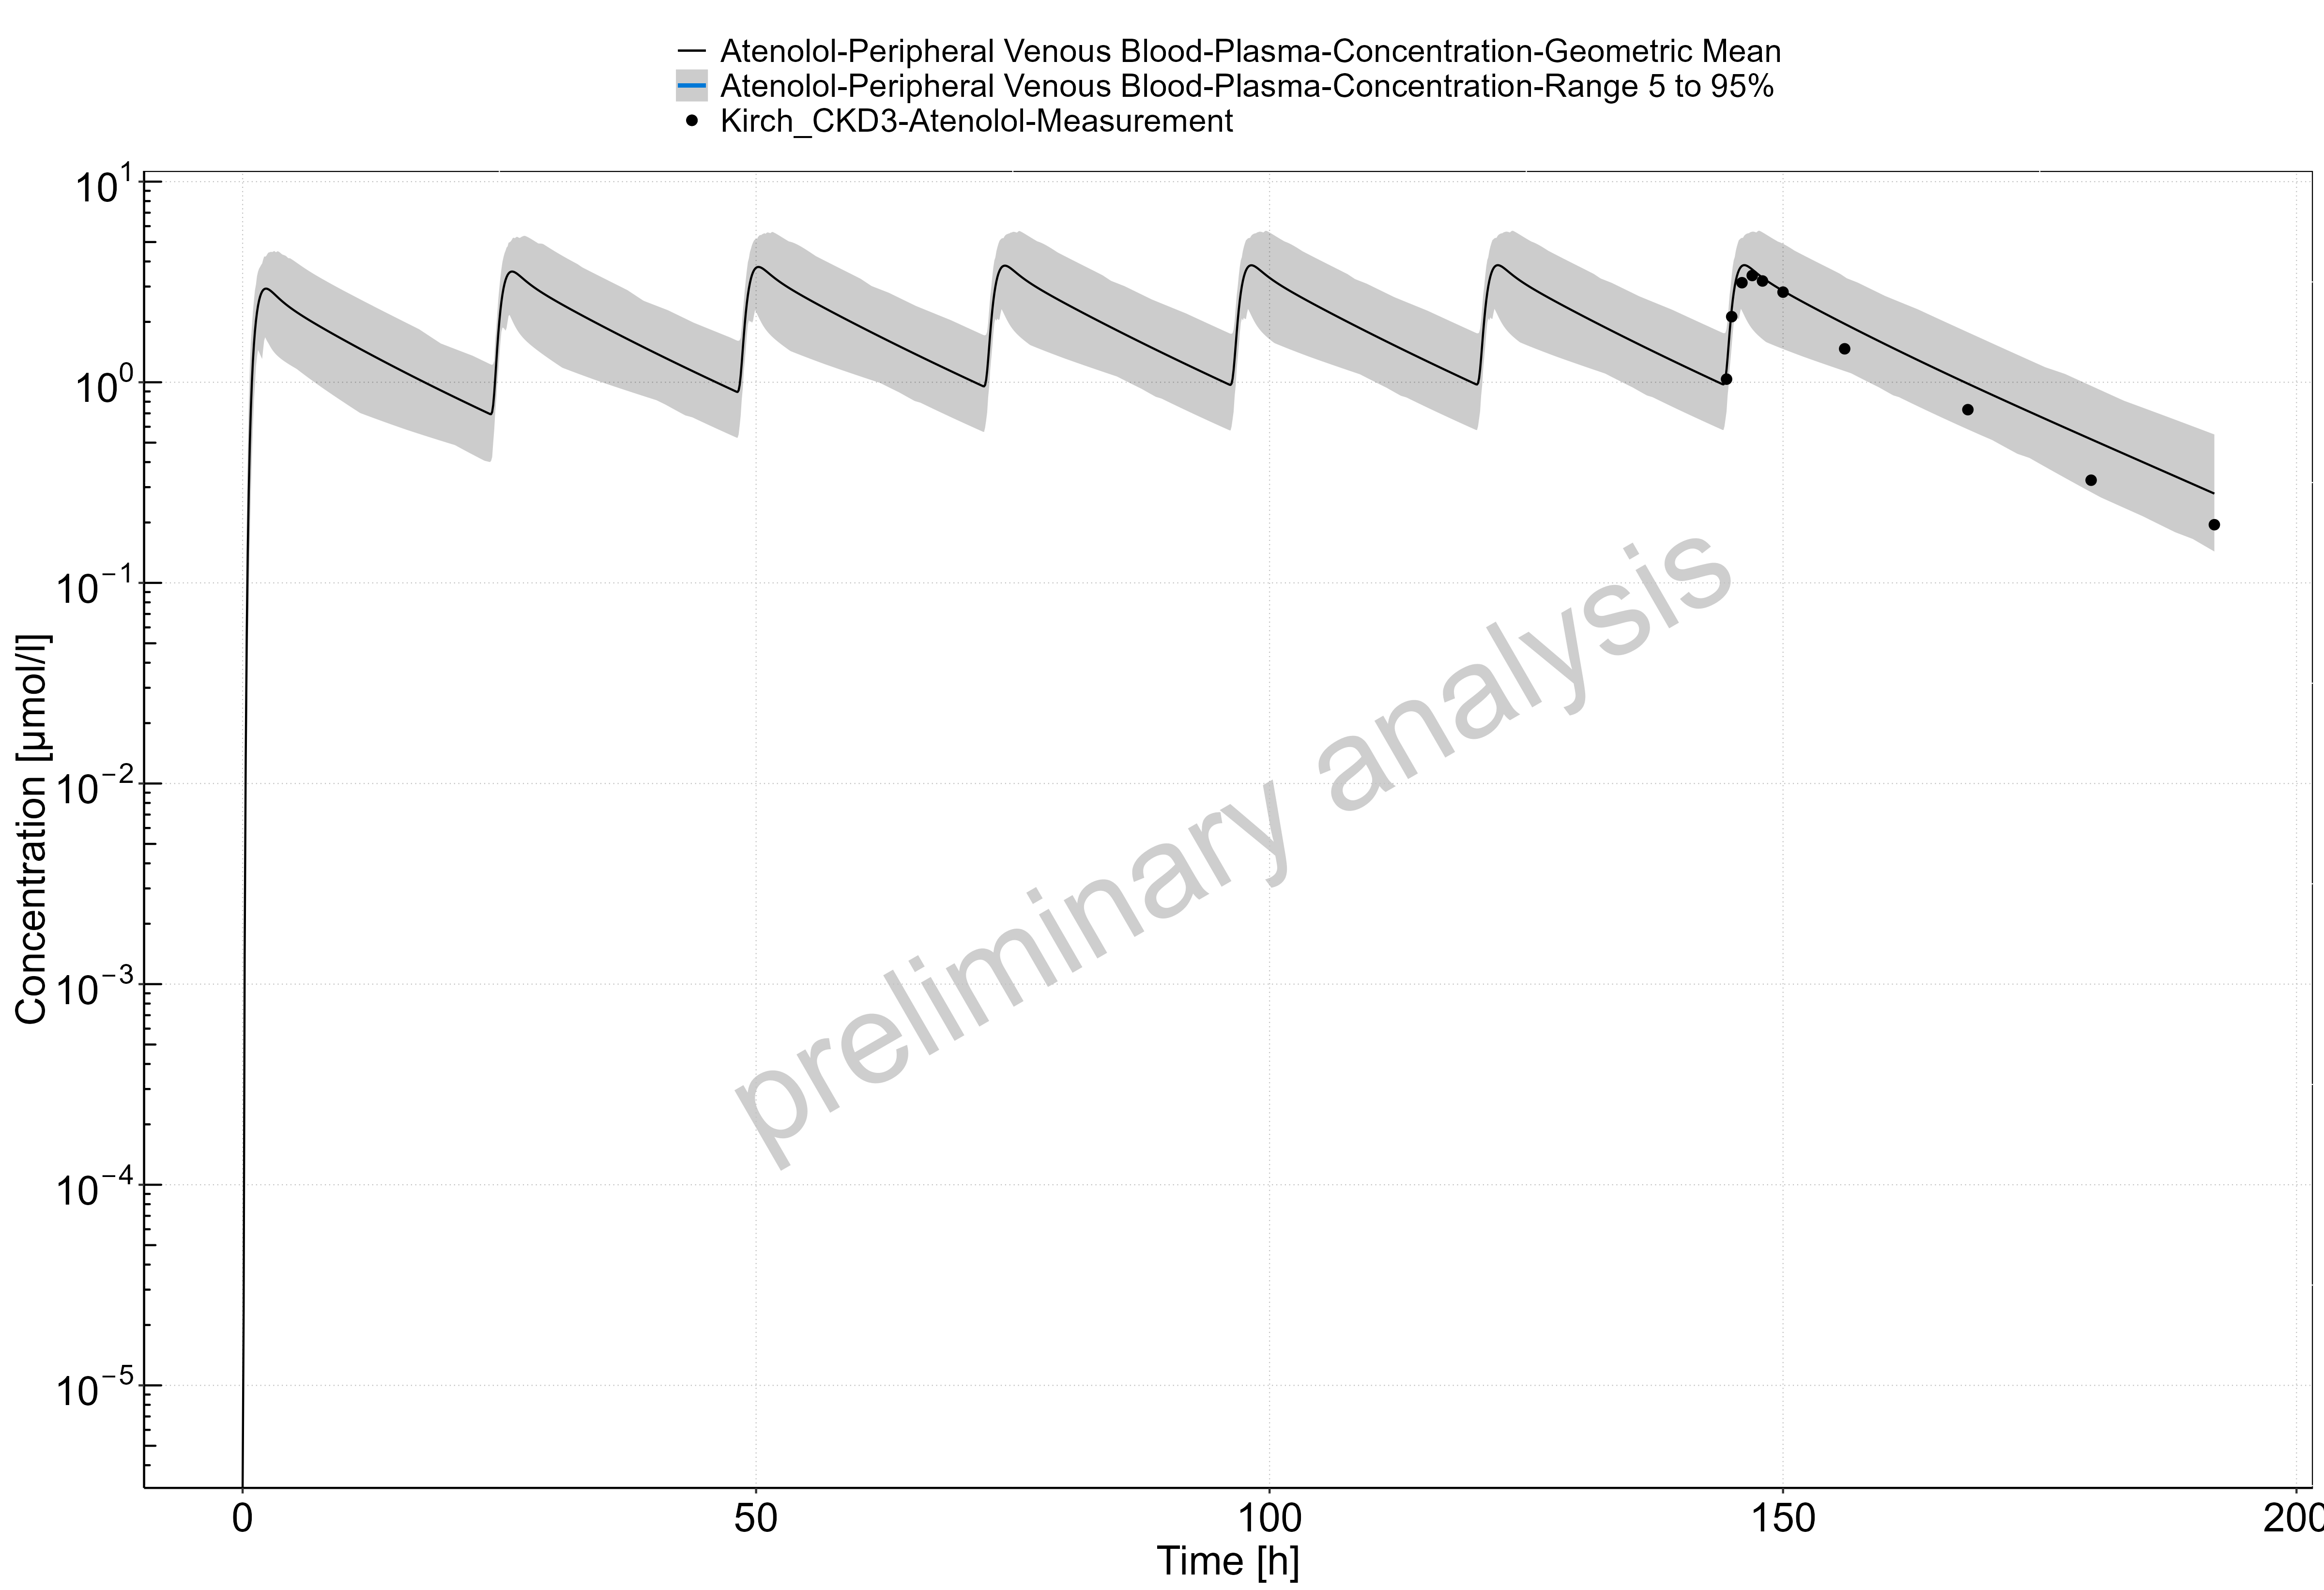 Atenolol-Peripheral Venous Blood-Plasma-Concentration-Geometric Mean
Atenolol-Peripheral Venous Blood-Plasma-Concentration-Range 5 to 95%
Kirch_CKD3-Atenolol-Measurement
10¹
10⁰
10⁻¹
10⁻²
10⁻³
10⁻⁴
10⁻⁵
Concentration [µmol/l]
preliminary analysis
0 50 100 150 200
Time [h]